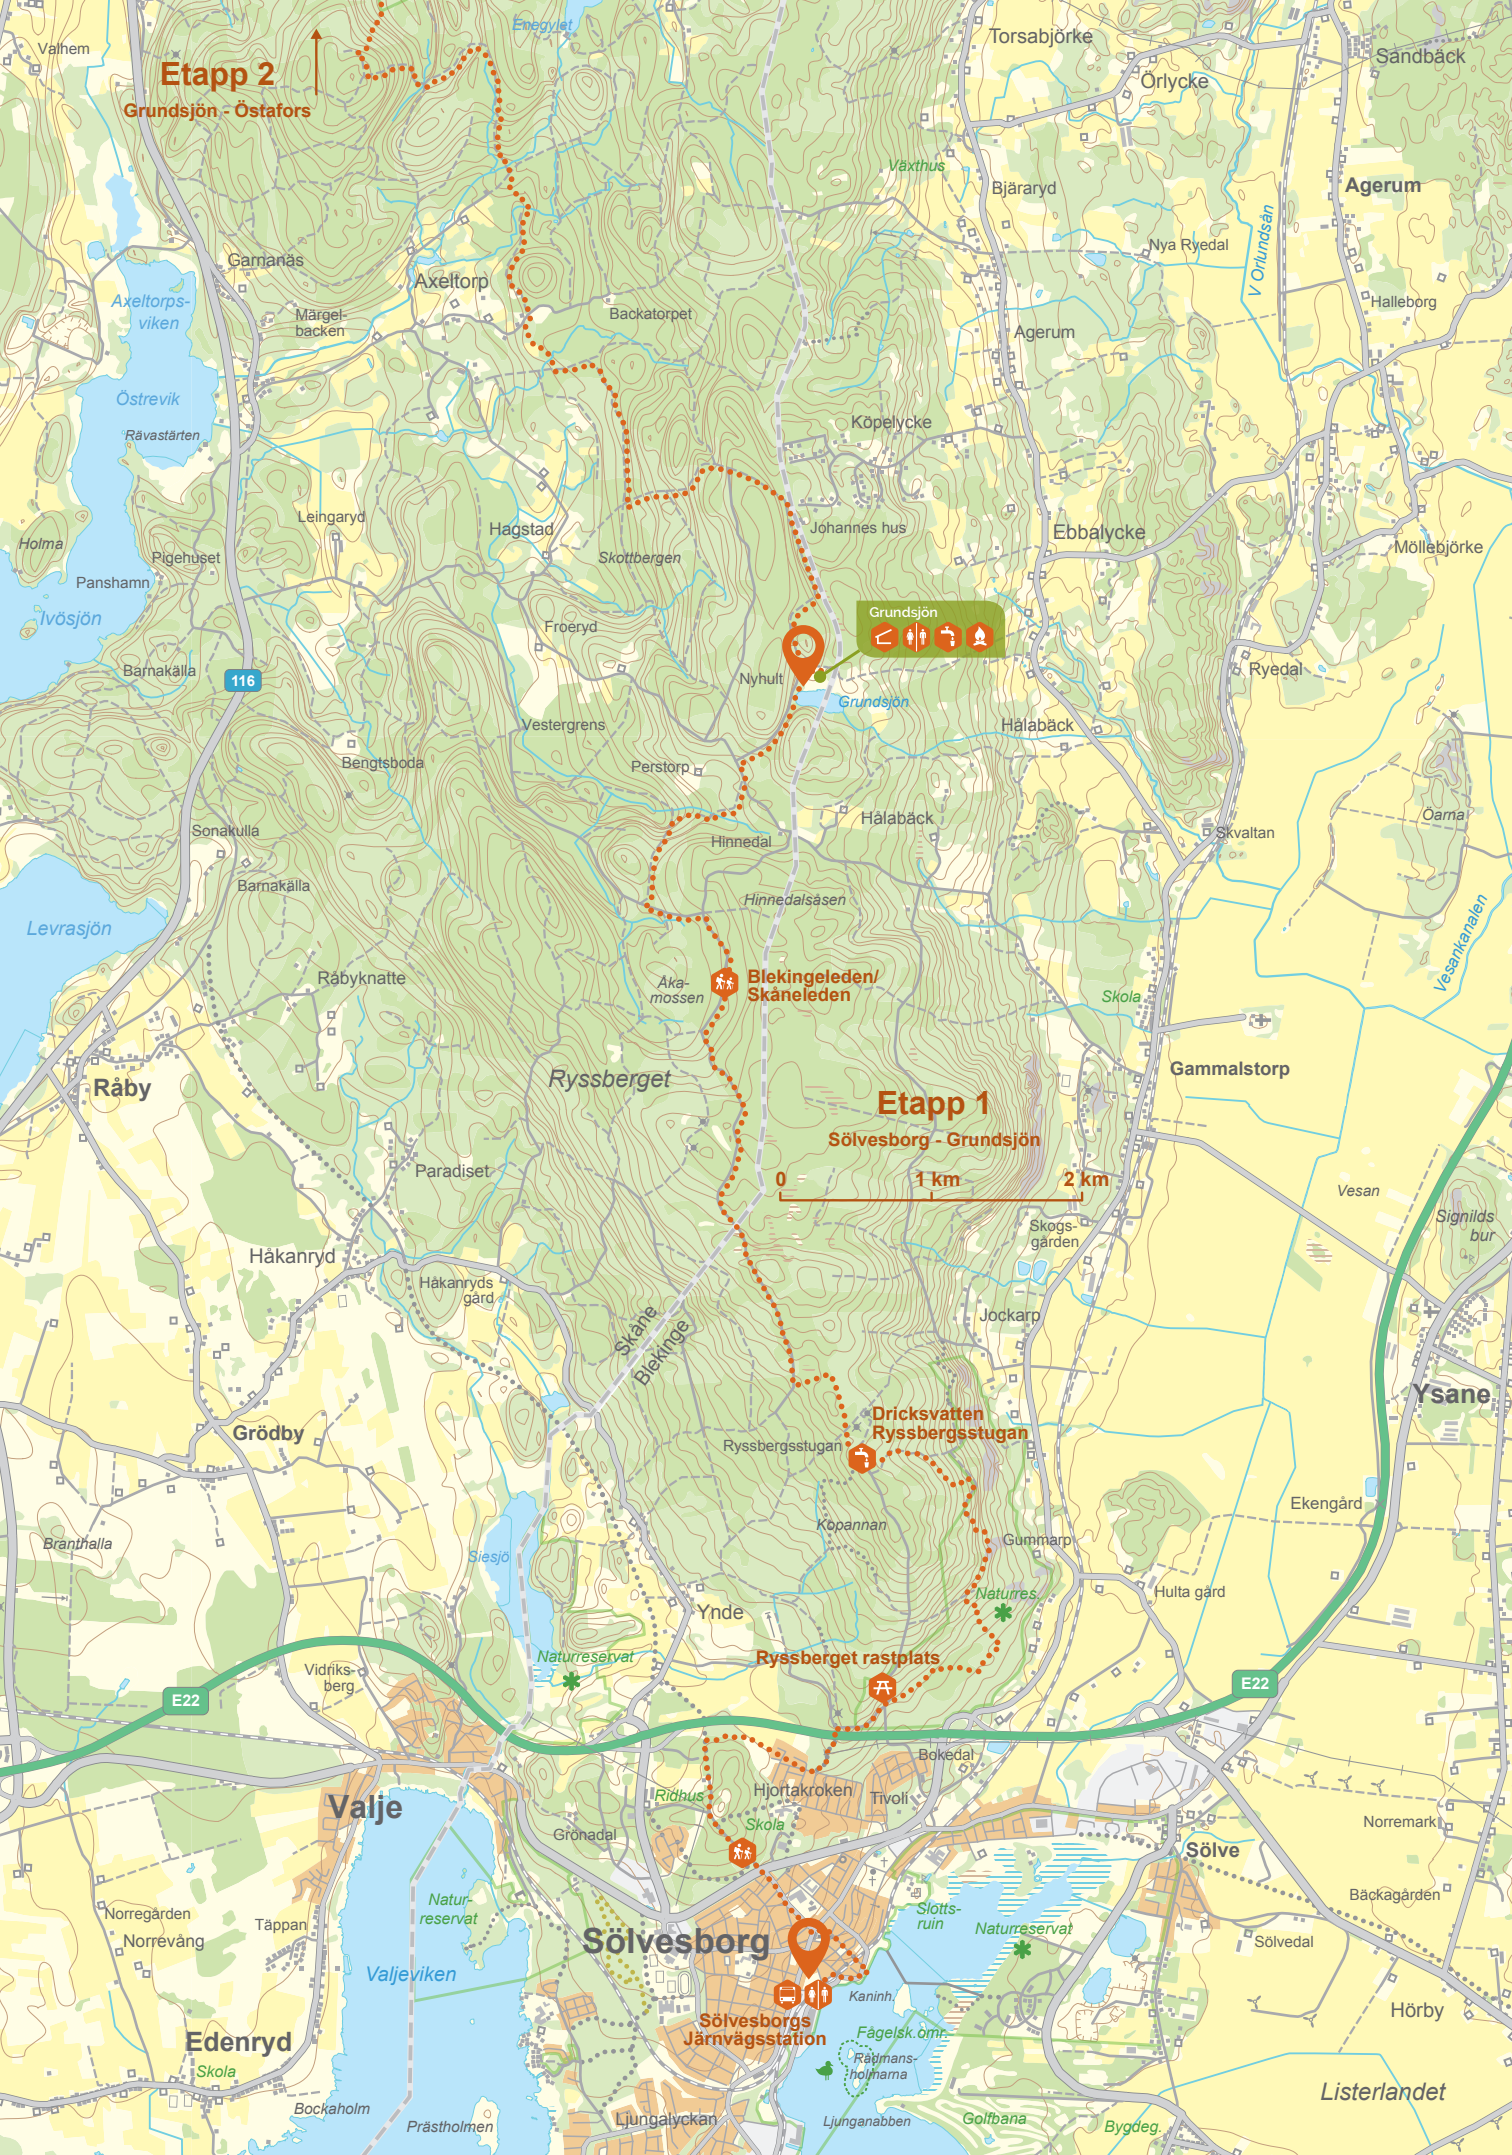 Enegylet
Torsabjörke
Sandbäck
Valhem
Etapp 2
Grundsjön - Östafors
Örlycke
Växthus
Bjäraryd
Agerum
V Orlundsån
Nya Ryedal
Garnanäs
Axeltorp
Axeltorps-
viken
Märgel-
backen
Backatorpet
Halleborg
Agerum
Östrevik
Rävastärten
Köpelycke
Leingaryd
Hagstad
Johannes hus
Ebbalycke
Möllebjörke
Holma
Pigehuset
Skottbergen
Panshamn
Ivösjön
Froeryd
Grundsjön
Barnakälla
116
Nyhult
Grundsjön
Ryedal
Vestergrens
Hålabäck
Bengtsboda
Perstorp
Sonakulla
Hinnedal
Hålabäck
Skvaltan
Öarna
Barnakälla
Hinnedalsåsen
Levrasjön
Vesankanalen
Råbyknatte
Åka-
mossen
Blekingeleden/
Skåneleden
Skola
Ryssberget
Råby
Gammalstorp
Etapp 1
Sölvesborg - Grundsjön
0
1 km
2 km
Paradiset
Vesan
Signilds
bur
Skogs-
gården
Håkanryd
Håkanryds
gård
Jockarp
Skåne
Blekinge
Ysane
Grödby
Dricksvatten
Ryssbergsstugan
Ryssbergsstugan
Ekengård
Kopannan
Branthalla
Siesjö
Gummarp
Naturres.
Hulta gård
Ynde
Naturreservat
Ryssberget rastplats
Vidriks-
berg
E22
E22
Bokedal
Valje
Ridhus
Hjortakroken
Tivoli
Grönadal
Skola
Norremark
Sölve
Natur-
reservat
Slotts-
ruin
Naturreservat
Bäckagården
Norregården
Täppan
Norrevång
Sölvesborg
Sölvedal
Valjeviken
Kaninh.
Hörby
Sölvesborgs
Järnvägsstation
Edenryd
Skola
Fågelsk.omr.
Rådmans-
holmarna
Listerlandet
Bockaholm
Prästholmen
Ljungalyckan
Ljunganabben
Golfbana
Bygdeg.